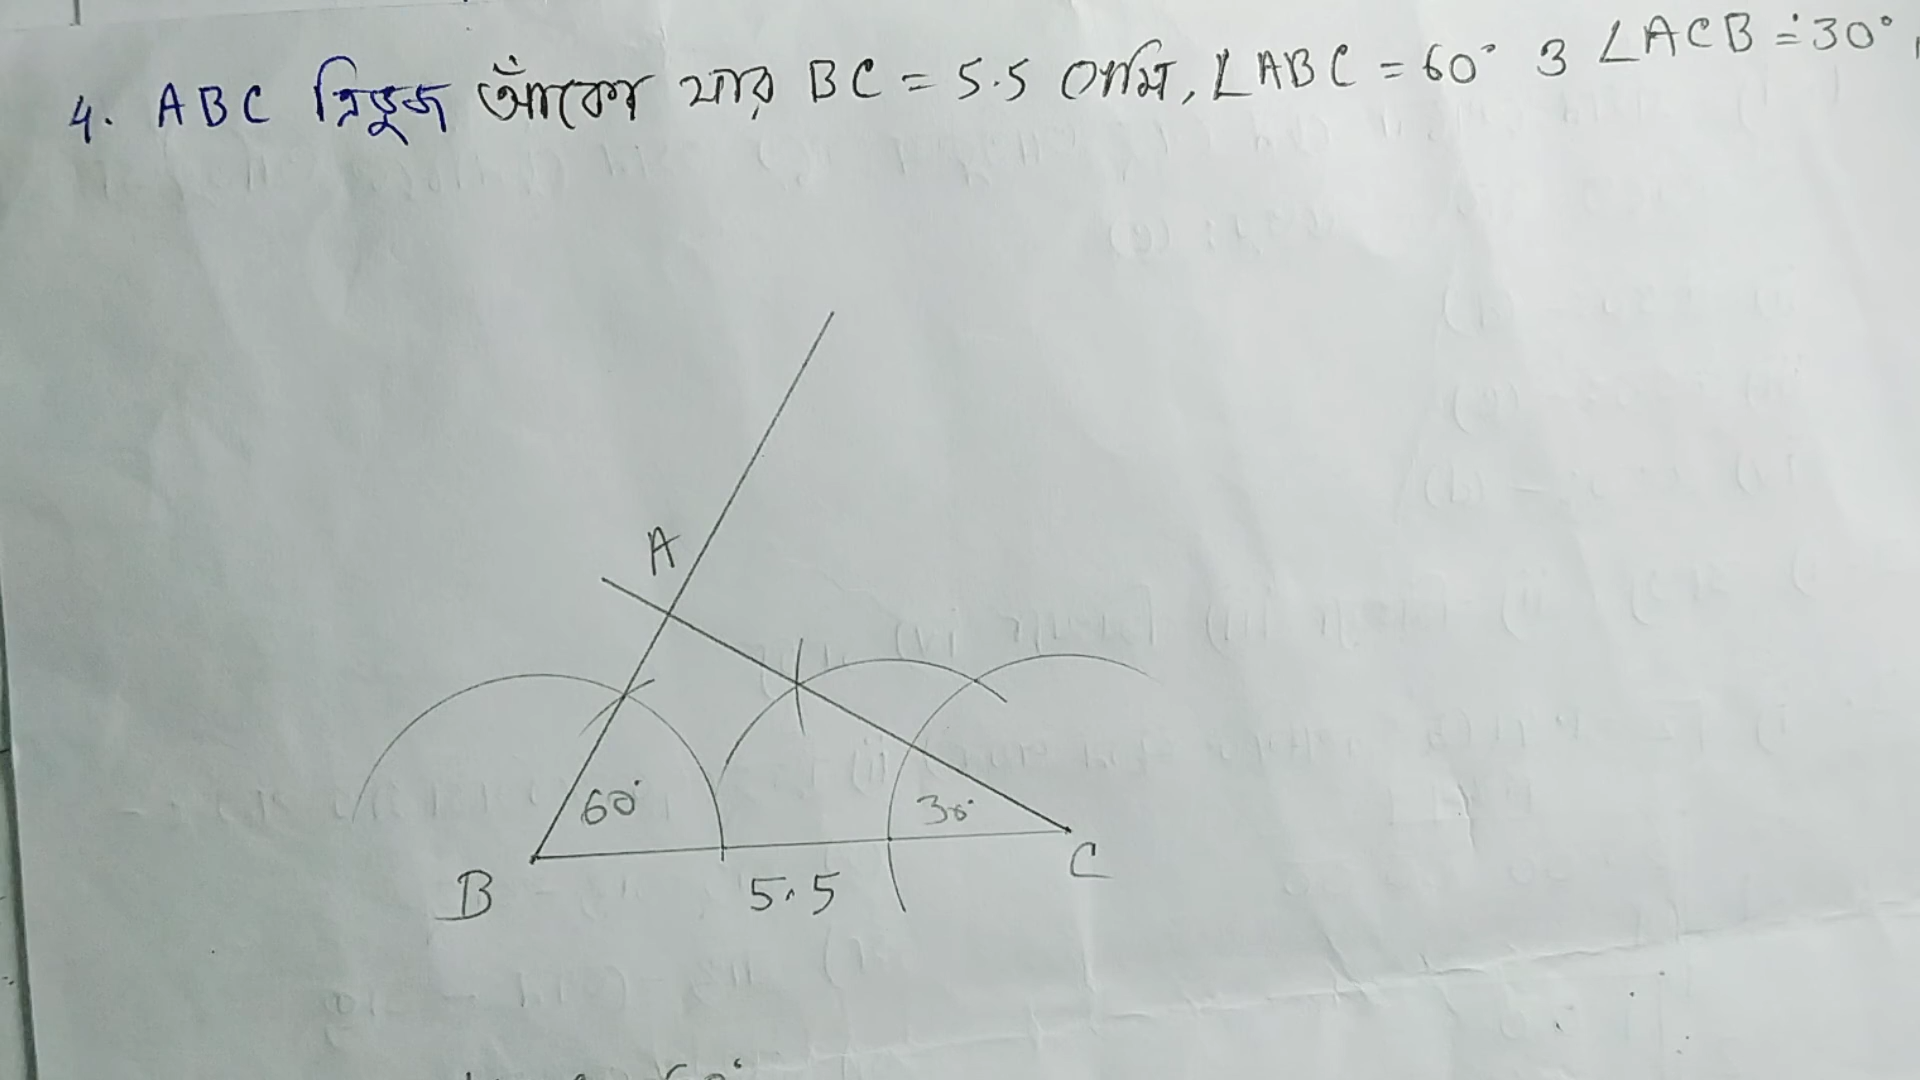 4. ABC ত্রিভুজ আঁকো যার BC = 5.5 সেমি, ∠ABC = 60° ও ∠ACB = 30°
A
60°
30°
B
5.5
C